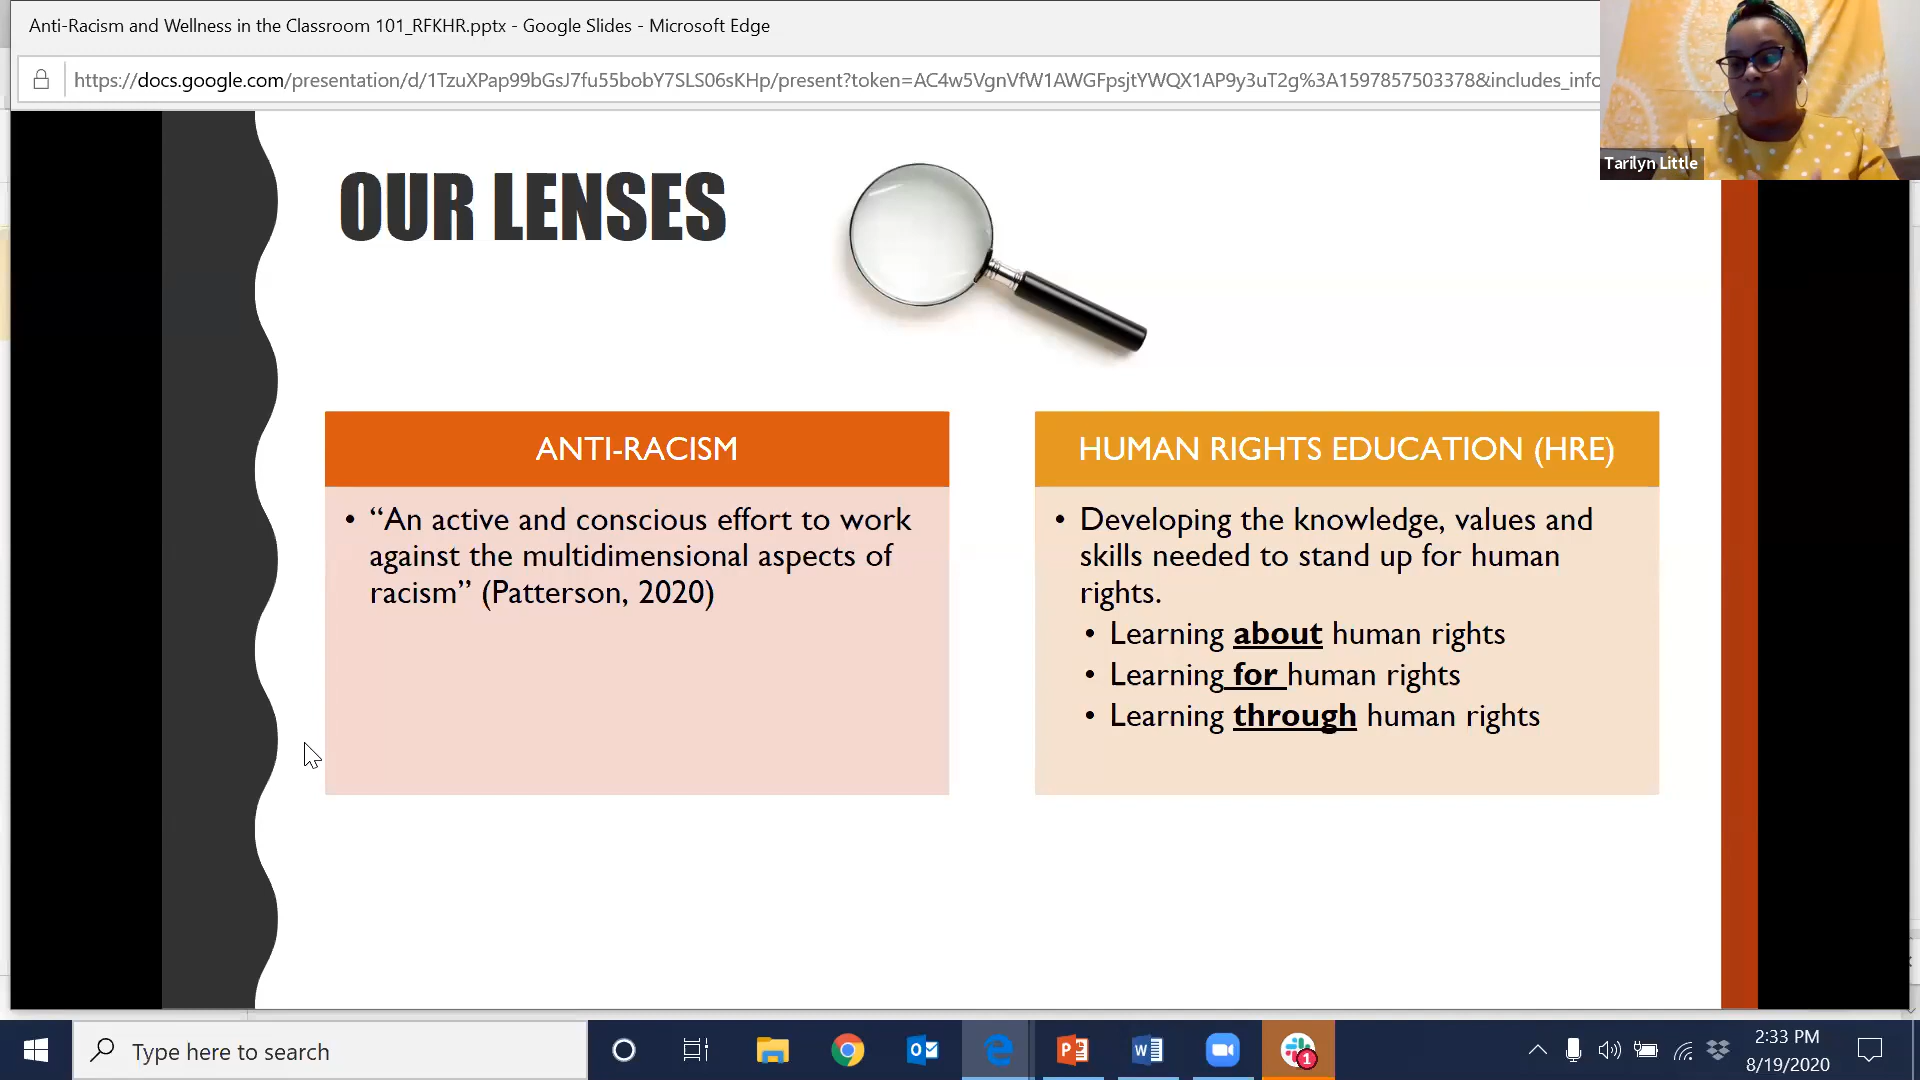 Anti-Racism and Wellness in the Classroom 101_RFKHR.pptx - Google Slides - Microsoft Edge
https://docs.google.com/presentation/d/1TzuXPap99bGsJ7fu55bobY7SLS06sKHp/present?token=AC4w5VgnVfW1AWGFpsjtYWQX1AP9y3uT2g%3A1597857503378&includes_info
Tarilyn Little
OUR LENSES
ANTI-RACISM
• “An active and conscious effort to work
against the multidimensional aspects of
racism” (Patterson, 2020)
HUMAN RIGHTS EDUCATION (HRE)
• Developing the knowledge, values and
skills needed to stand up for human
rights.
• Learning about human rights
• Learning for human rights
• Learning through human rights
Type here to search
1
2:33 PM
8/19/2020